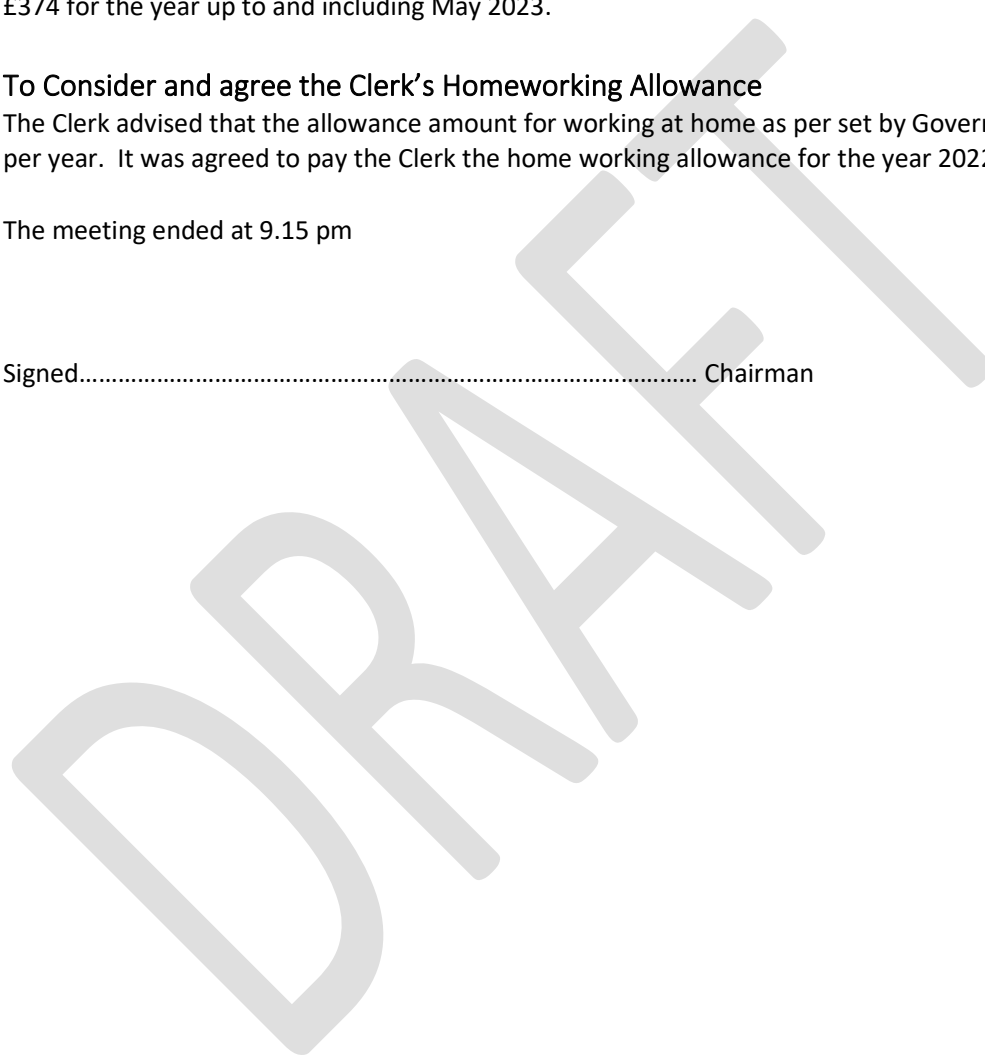 £374 for the year up to and including May 2023.
To Consider and agree the Clerk's Homeworking Allowance
The Clerk advised that the allowance amount for working at home as per set by Govern
per year.  It was agreed to pay the Clerk the home working allowance for the year 2022
The meeting ended at 9.15 pm
Signed…………………………………………………………………………… Chairman
DRAFT